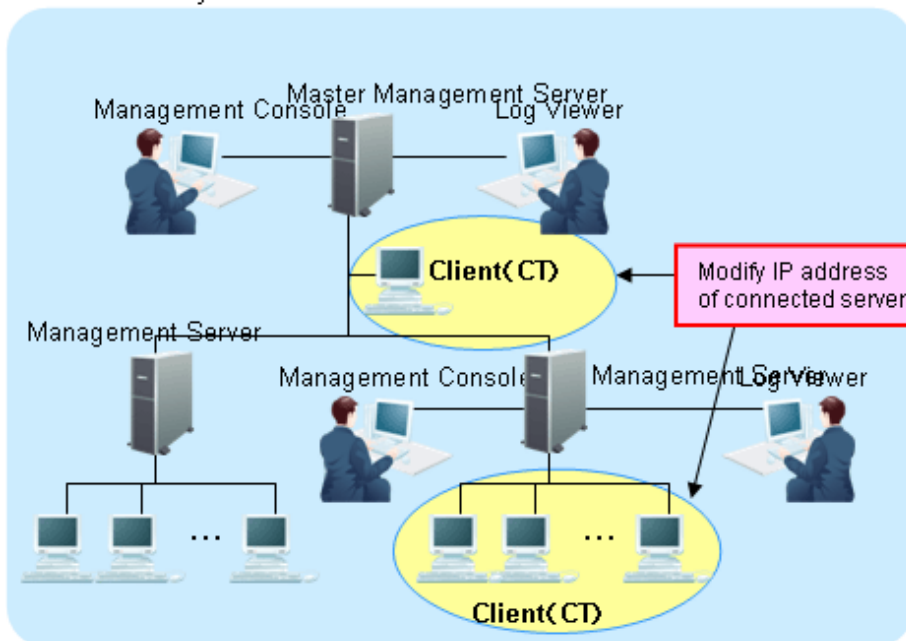 Master Management Server
Management Console
Log Viewer
Client(CT)
Modify IP address
of connected server
Management Server
Management Console
Management Server
Log Viewer
...
...
Client(CT)